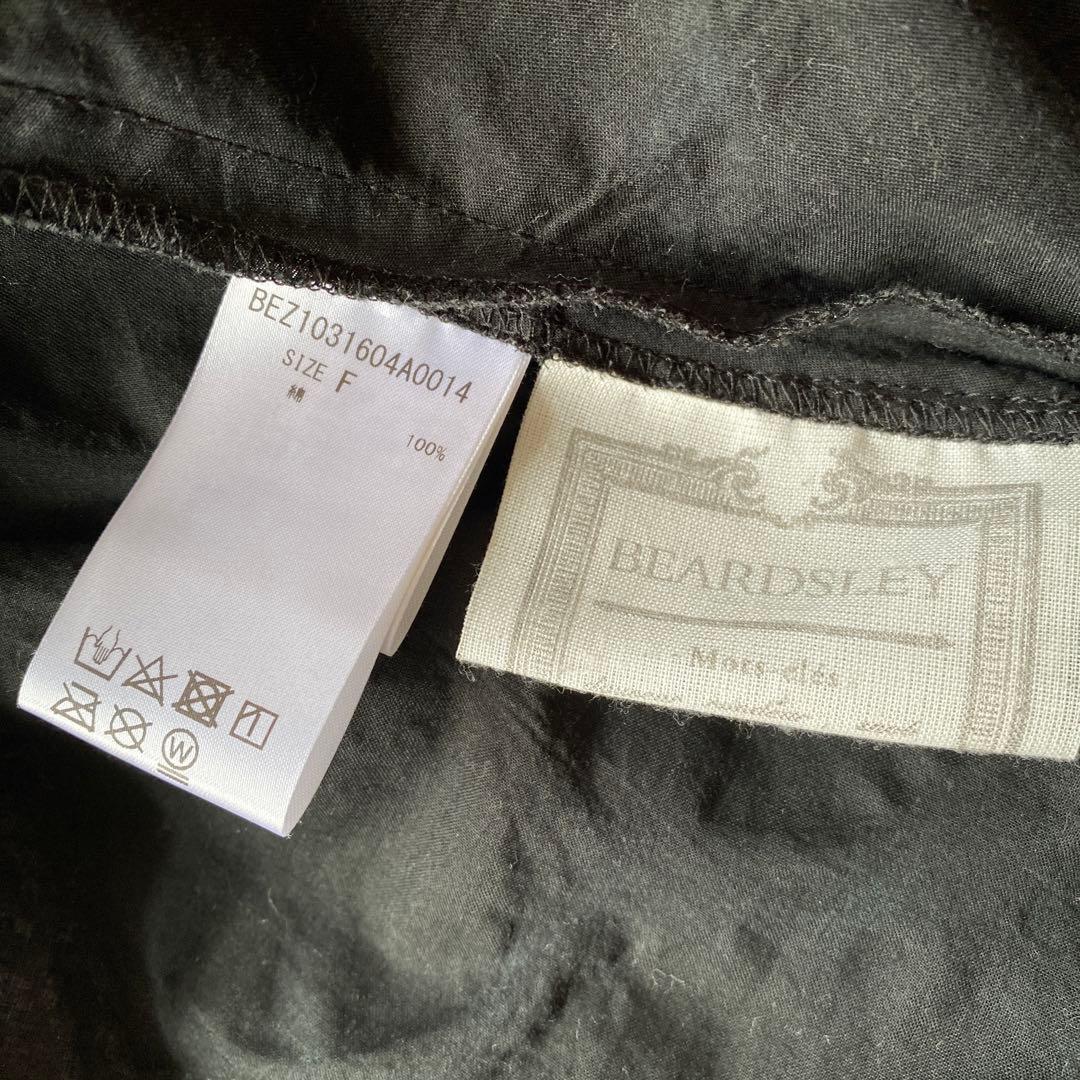 BEZ1031604A0014
SIZE F
綿 100%
W
BEARDSLEY